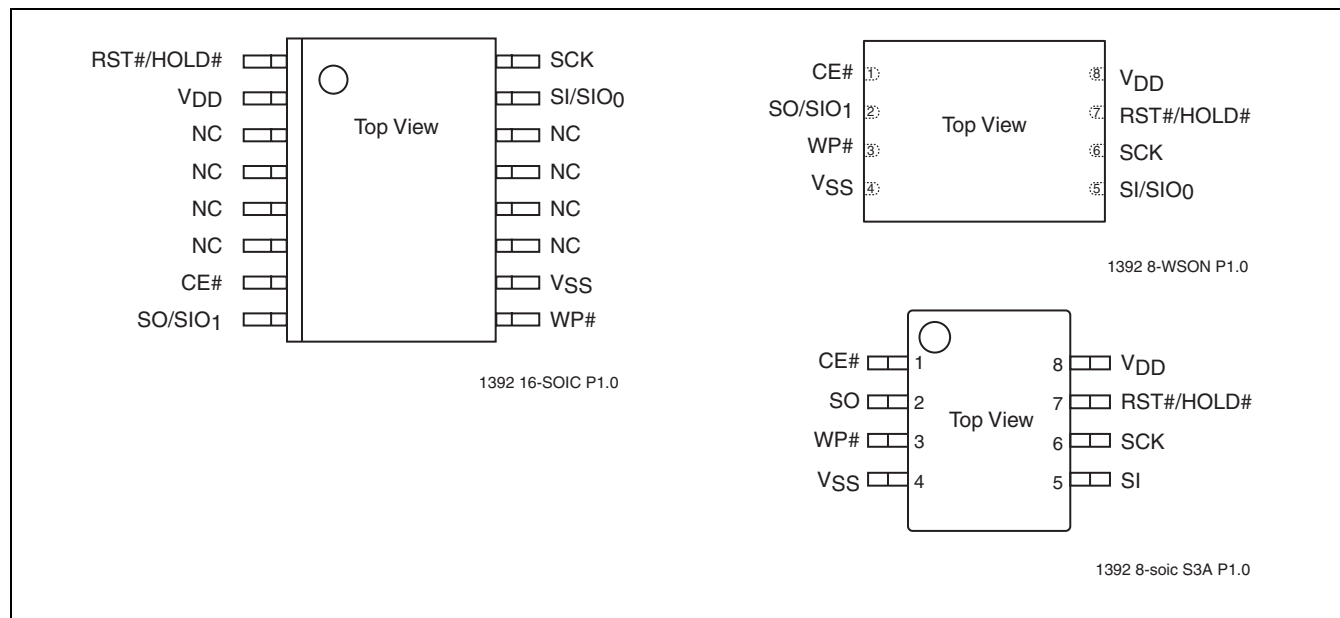 RST#/HOLD#
VDD
NC
NC
NC
NC
CE#
SO/SIO1
Top View
SCK
SI/SIO0
NC
NC
NC
NC
VSS
WP#
1392 16-SOIC P1.0
CE# 1
SO/SIO1 2
WP# 3
VSS 4
Top View
8 VDD
7 RST#/HOLD#
6 SCK
5 SI/SIO0
1392 8-WSON P1.0
CE# 1
SO 2
WP# 3
VSS 4
Top View
8 VDD
7 RST#/HOLD#
6 SCK
5 SI
1392 8-soic S3A P1.0